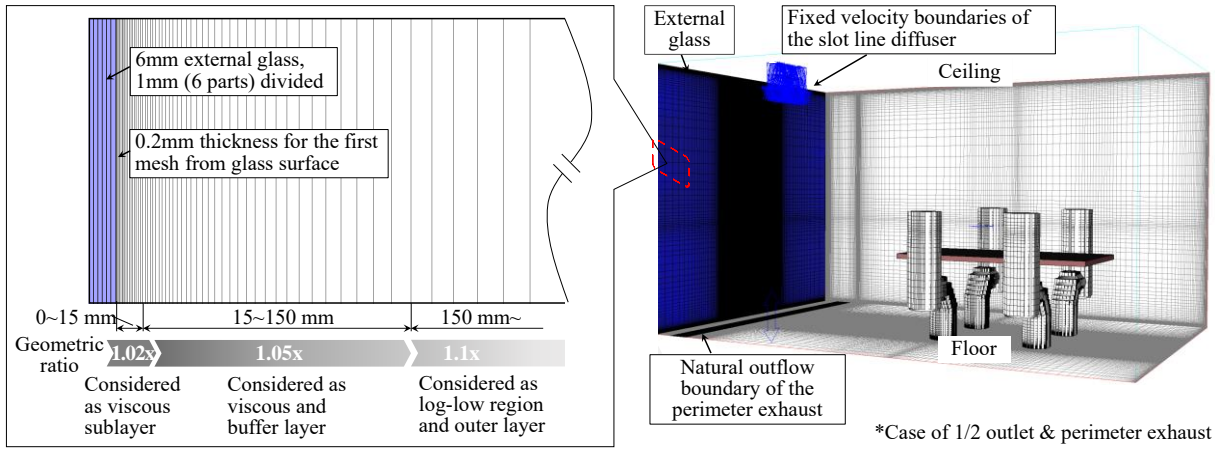 6mm external glass,
1mm (6 parts) divided
0.2mm thickness for the first
mesh from glass surface
0~15 mm
15~150 mm
150 mm~
Geometric
ratio
1.02x
1.05x
1.1x
Considered
as viscous
sublayer
Considered as
viscous and
buffer layer
Considered as
log-low region
and outer layer
External
glass
Fixed velocity boundaries of
the slot line diffuser
Ceiling
Floor
Natural outflow
boundary of the
perimeter exhaust
*Case of 1/2 outlet & perimeter exhaust